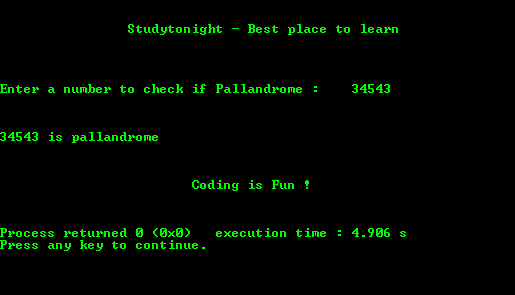 Studytonight - Best place to learn
Enter a number to check if Pallandrome :    34543
34543 is pallandrome
Coding is Fun !
Process returned 0 (0x0)   execution time : 4.906 s
Press any key to continue.